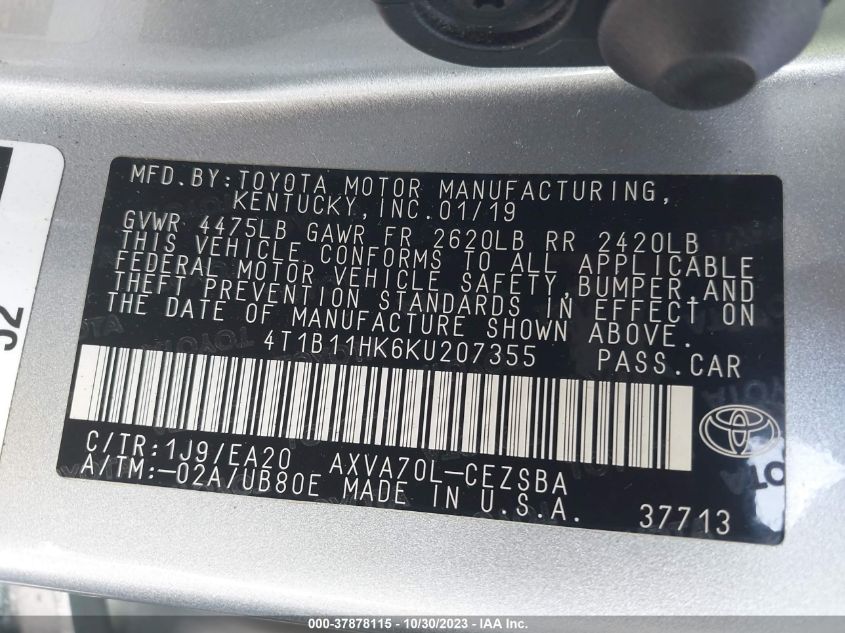 MFD.BY:TOYOTA MOTOR MANUFACTURING,
KENTUCKY,INC.01/19
GVWR 4475LB GAWR FR 2620LB RR 2420LB
THIS VEHICLE CONFORMS TO ALL APPLICABLE
FEDERAL MOTOR VEHICLE SAFETY,BUMPER,AND
THEFT PREVENTION STANDARDS IN EFFECT ON
THE DATE OF MANUFACTURE SHOWN ABOVE.
4T1B11HK6KU207355 PASS.CAR
C/TR:1J9/EA20 AXVA70L-CEZSBA
A/TM:-02A/UB80E MADE IN U.S.A.
37713
000-37878115 - 10/30/2023 - IAA Inc.